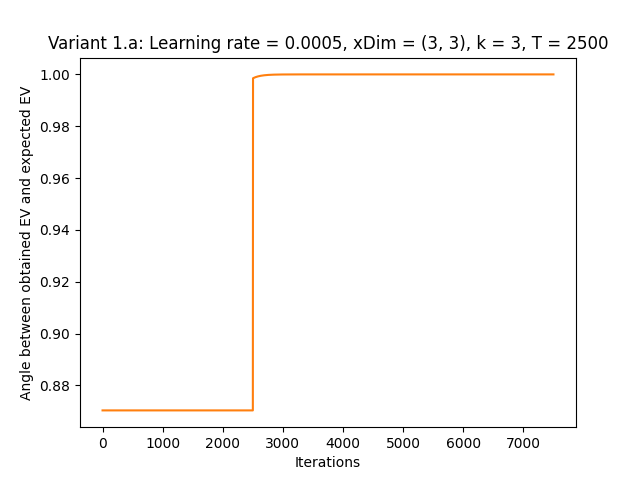 Variant 1.a: Learning rate = 0.0005, xDim = (3, 3), k = 3, T = 2500
Angle between obtained EV and expected EV
1.00
0.98
0.96
0.94
0.92
0.90
0.88
0 1000 2000 3000 4000 5000 6000 7000
Iterations